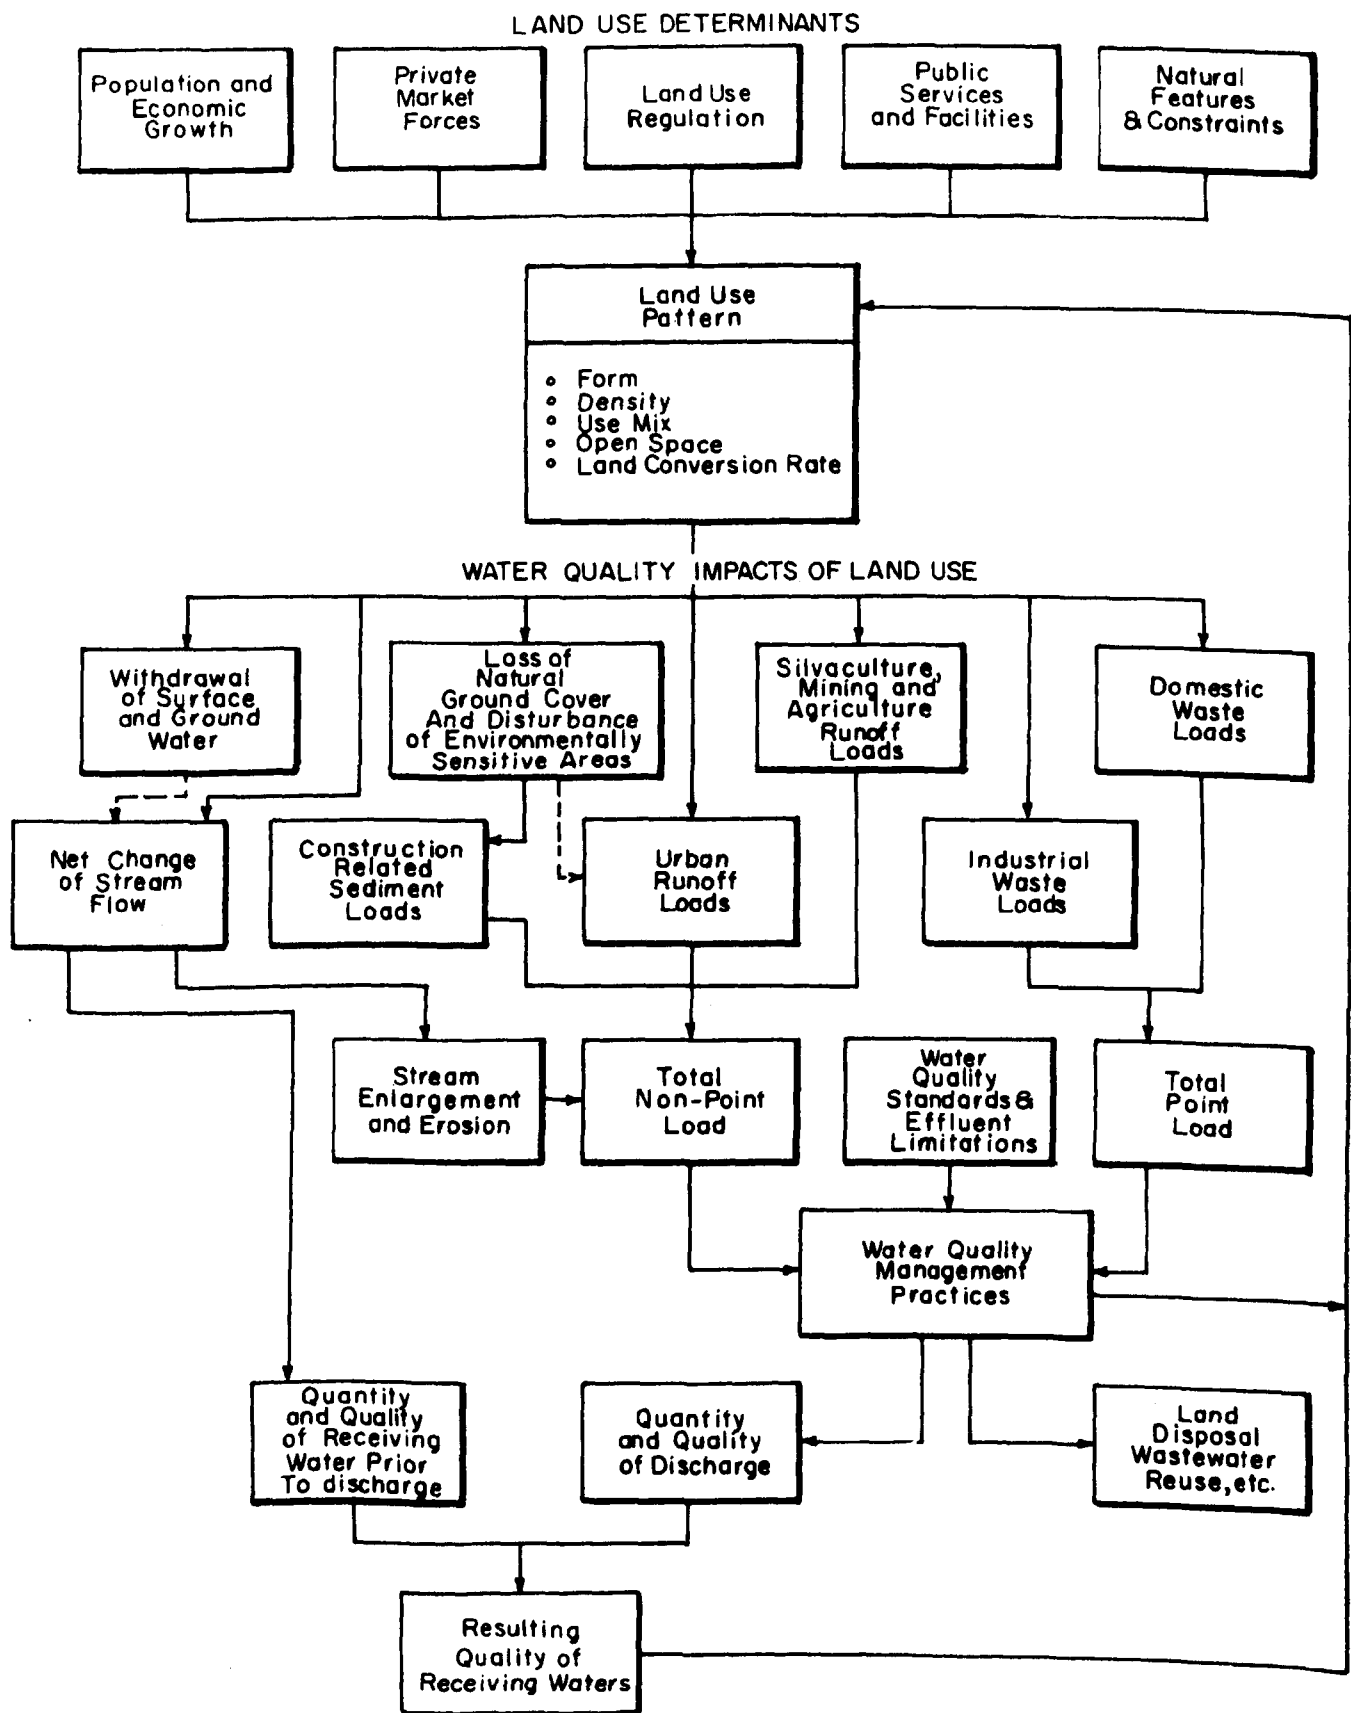 LAND USE DETERMINANTS
Population and
Economic
Growth
Private
Market
Forces
Land Use
Regulation
Public
Services
and Facilities
Natural
Features
& Constraints
Land Use
Pattern
° Form
° Density
° Use Mix
° Open Space
° Land Conversion Rate
WATER QUALITY IMPACTS OF LAND USE
Withdrawal
of Surface
and Ground
Water
Loss of
Natural
Ground Cover
And Disturbance
of Environmentally
Sensitive Areas
Silvaculture,
Mining and
Agriculture
Runoff
Loads
Domestic
Waste
Loads
Net Change
of Stream
Flow
Construction
Related
Sediment
Loads
Urban
Runoff
Loads
Industrial
Waste
Loads
Stream
Enlargement
and Erosion
Total
Non-Point
Load
Water
Quality
Standards &
Effluent
Limitations
Total
Point
Load
Water Quality
Management
Practices
Quantity
and Quality
of Receiving
Water Prior
To discharge
Quantity
and Quality
of Discharge
Land
Disposal
Wastewater
Reuse, etc.
Resulting
Quality of
Receiving Waters